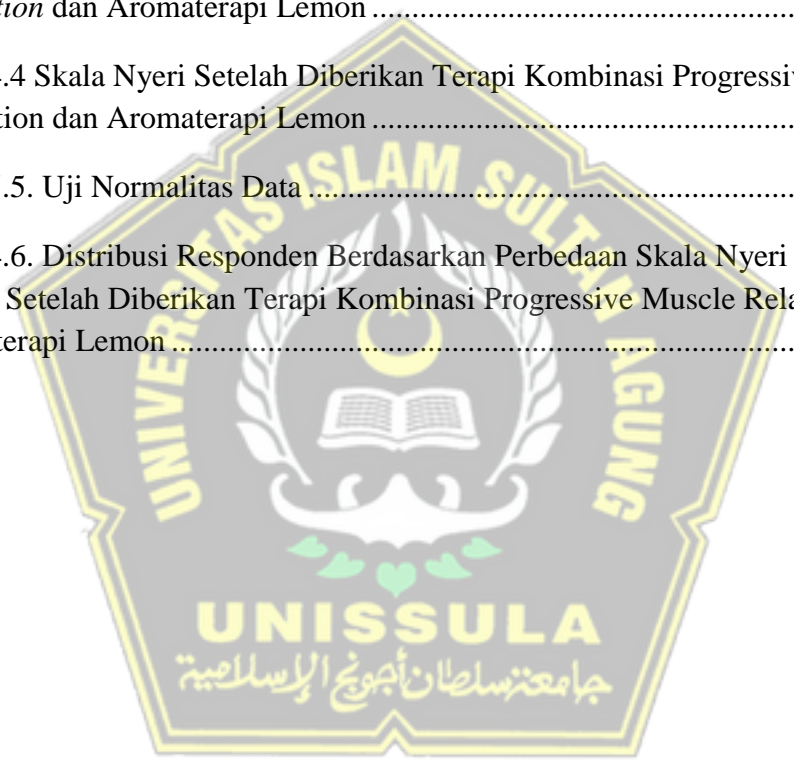 tion dan Aromaterapi Lemon ................................................
.4 Skala Nyeri Setelah Diberikan Terapi Kombinasi Progressiv
tion dan Aromaterapi Lemon ................................................
.5. Uji Normalitas Data .........................................................
.6. Distribusi Responden Berdasarkan Perbedaan Skala Nyeri
Setelah Diberikan Terapi Kombinasi Progressive Muscle Rela
terapi Lemon .......................................................................
UNIVERSITAS ISLAM SULTAN AGUNG
UNISSULA
جامعة سلطان أجونج الإسلامية